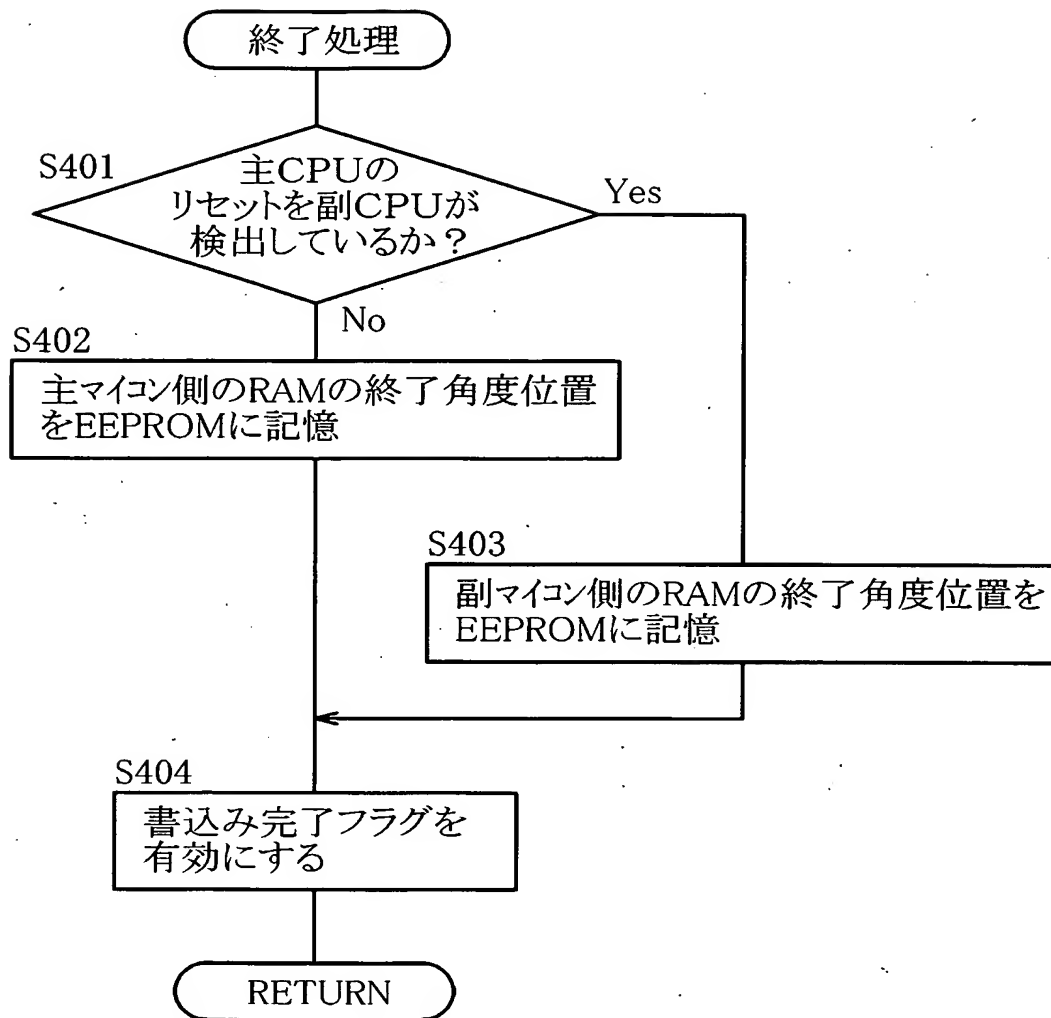 終了処理
S401
主CPUの
リセットを副CPUが
検出しているか？
Yes
No
S402
主マイコン側のRAMの終了角度位置
をEEPROMに記憶
S403
副マイコン側のRAMの終了角度位置を
EEPROMに記憶
S404
書込み完了フラグを
有効にする
RETURN